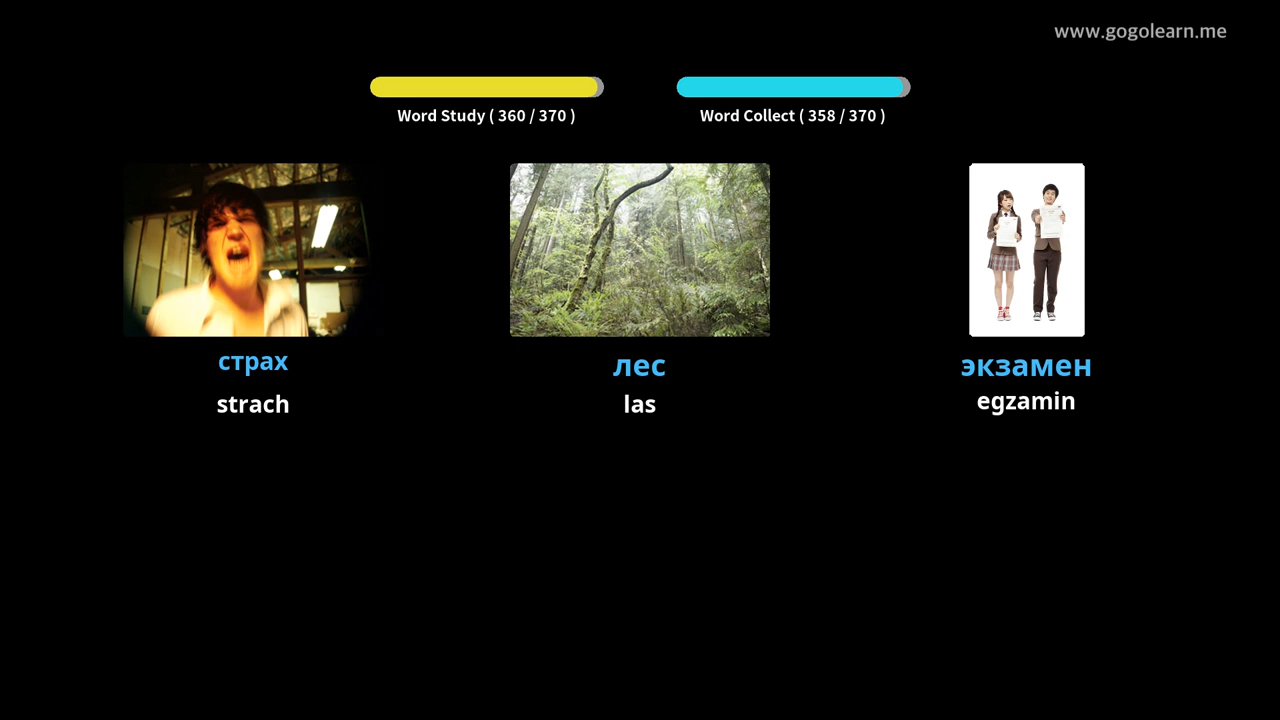 www.gogolearn.me
Word Study ( 360 / 370 )
Word Collect ( 358 / 370 )
страх
strach
лес
las
экзамен
egzamin